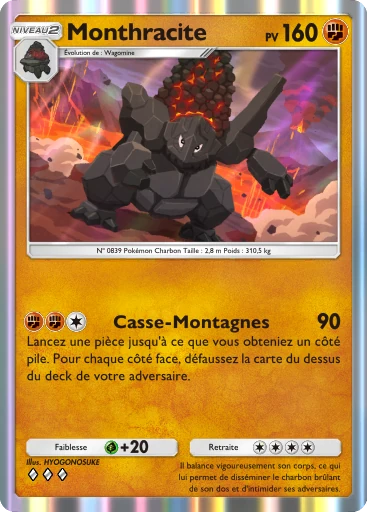 NIVEAU2
Monthracite
PV 160
Évolution de : Wagomine
N° 0839 Pokémon Charbon Taille : 2,8 m Poids : 310,5 kg
Casse-Montagnes 90
Lancez une pièce jusqu'à ce que vous obteniez un côté
pile. Pour chaque côté face, défaussez la carte du dessus
du deck de votre adversaire.
Faiblesse +20
Retraite
Illus. HYOGONOSUKE
Il balance vigoureusement son corps, ce qui
lui permet de disséminer le charbon brûlant
de son dos et d'intimider ses adversaires.